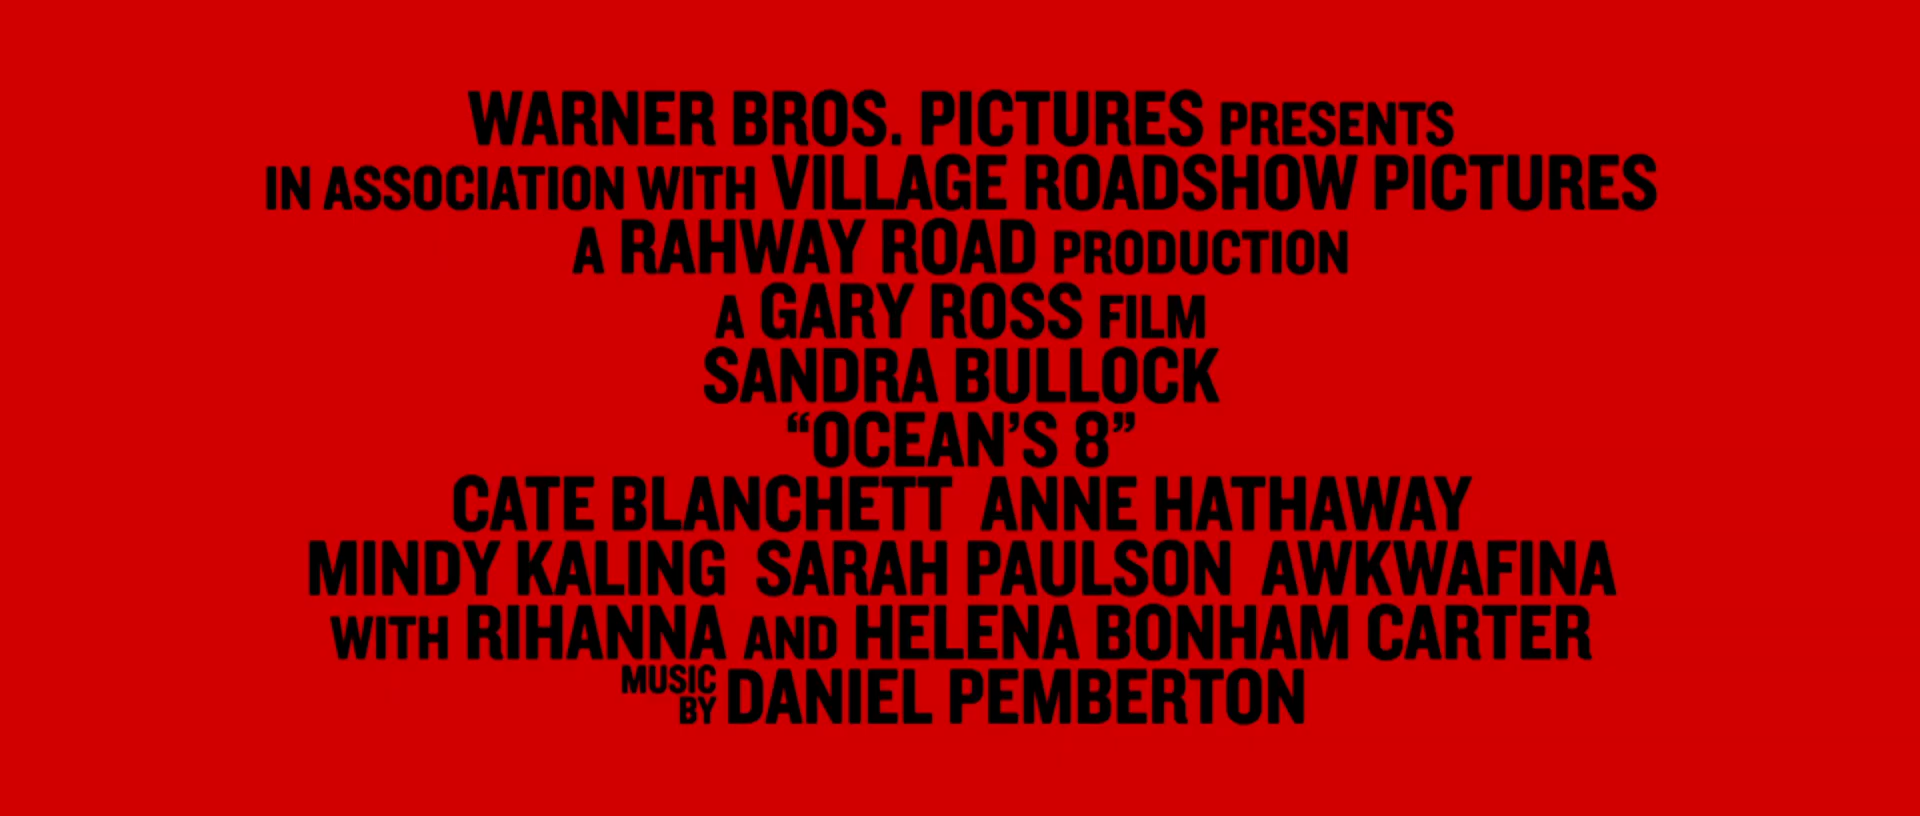 WARNER BROS. PICTURES PRESENTS
IN ASSOCIATION WITH VILLAGE ROADSHOW PICTURES
A RAHWAY ROAD PRODUCTION
A GARY ROSS FILM
SANDRA BULLOCK
“OCEAN’S 8”
CATE BLANCHETT ANNE HATHAWAY
MINDY KALING SARAH PAULSON AWKWAFINA
WITH RIHANNA AND HELENA BONHAM CARTER
MUSIC BY DANIEL PEMBERTON